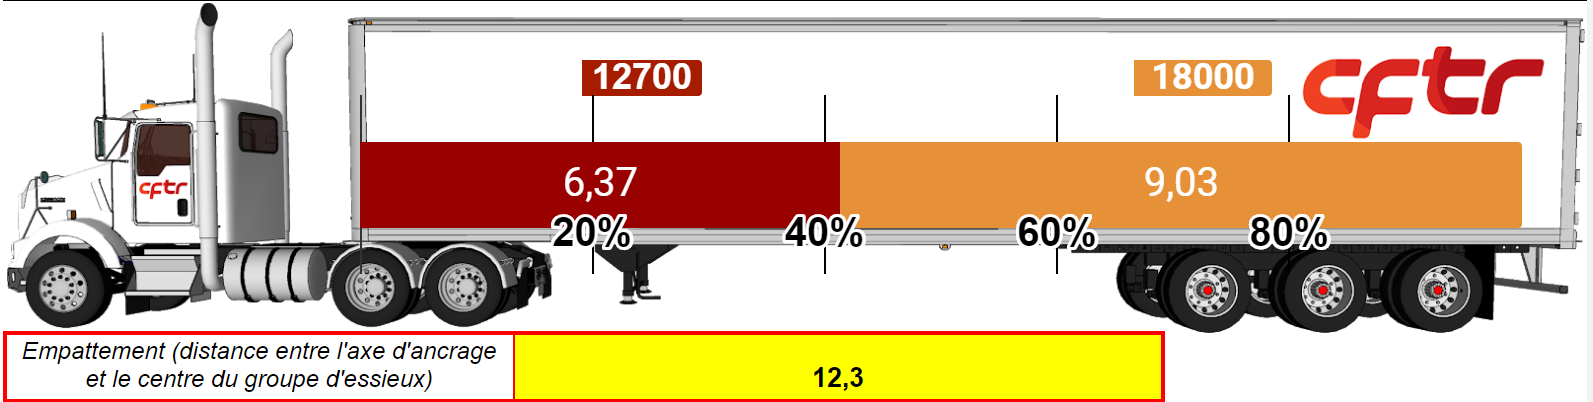 12700
18000
cftr
6,37
9,03
cftr
20%
40%
60%
80%
Empattement (distance entre l'axe d'ancrage
et le centre du groupe d'essieux)
12,3